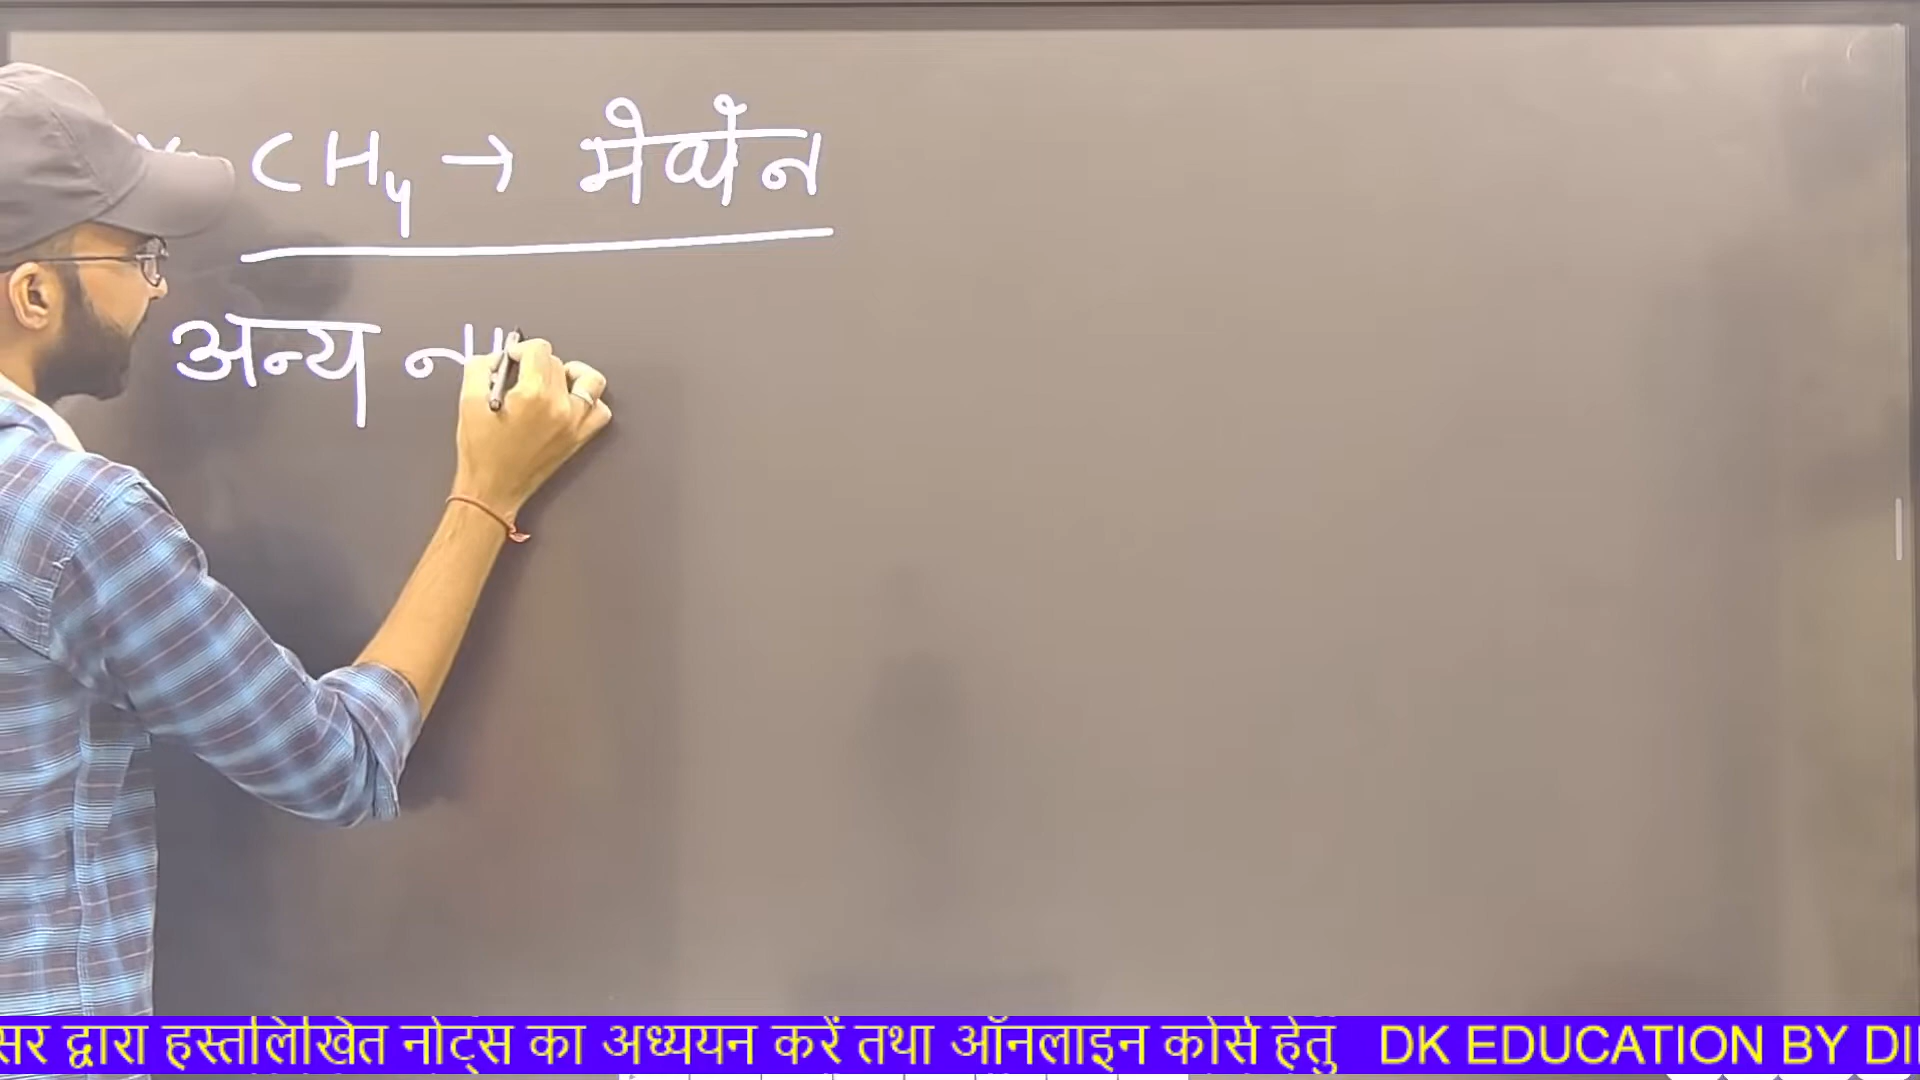 CH₄ → मेथेन
अन्य
सर द्वारा हस्तलिखित नोट्स का अध्ययन करें तथा ऑनलाइन कोर्स हेतु DK EDUCATION BY